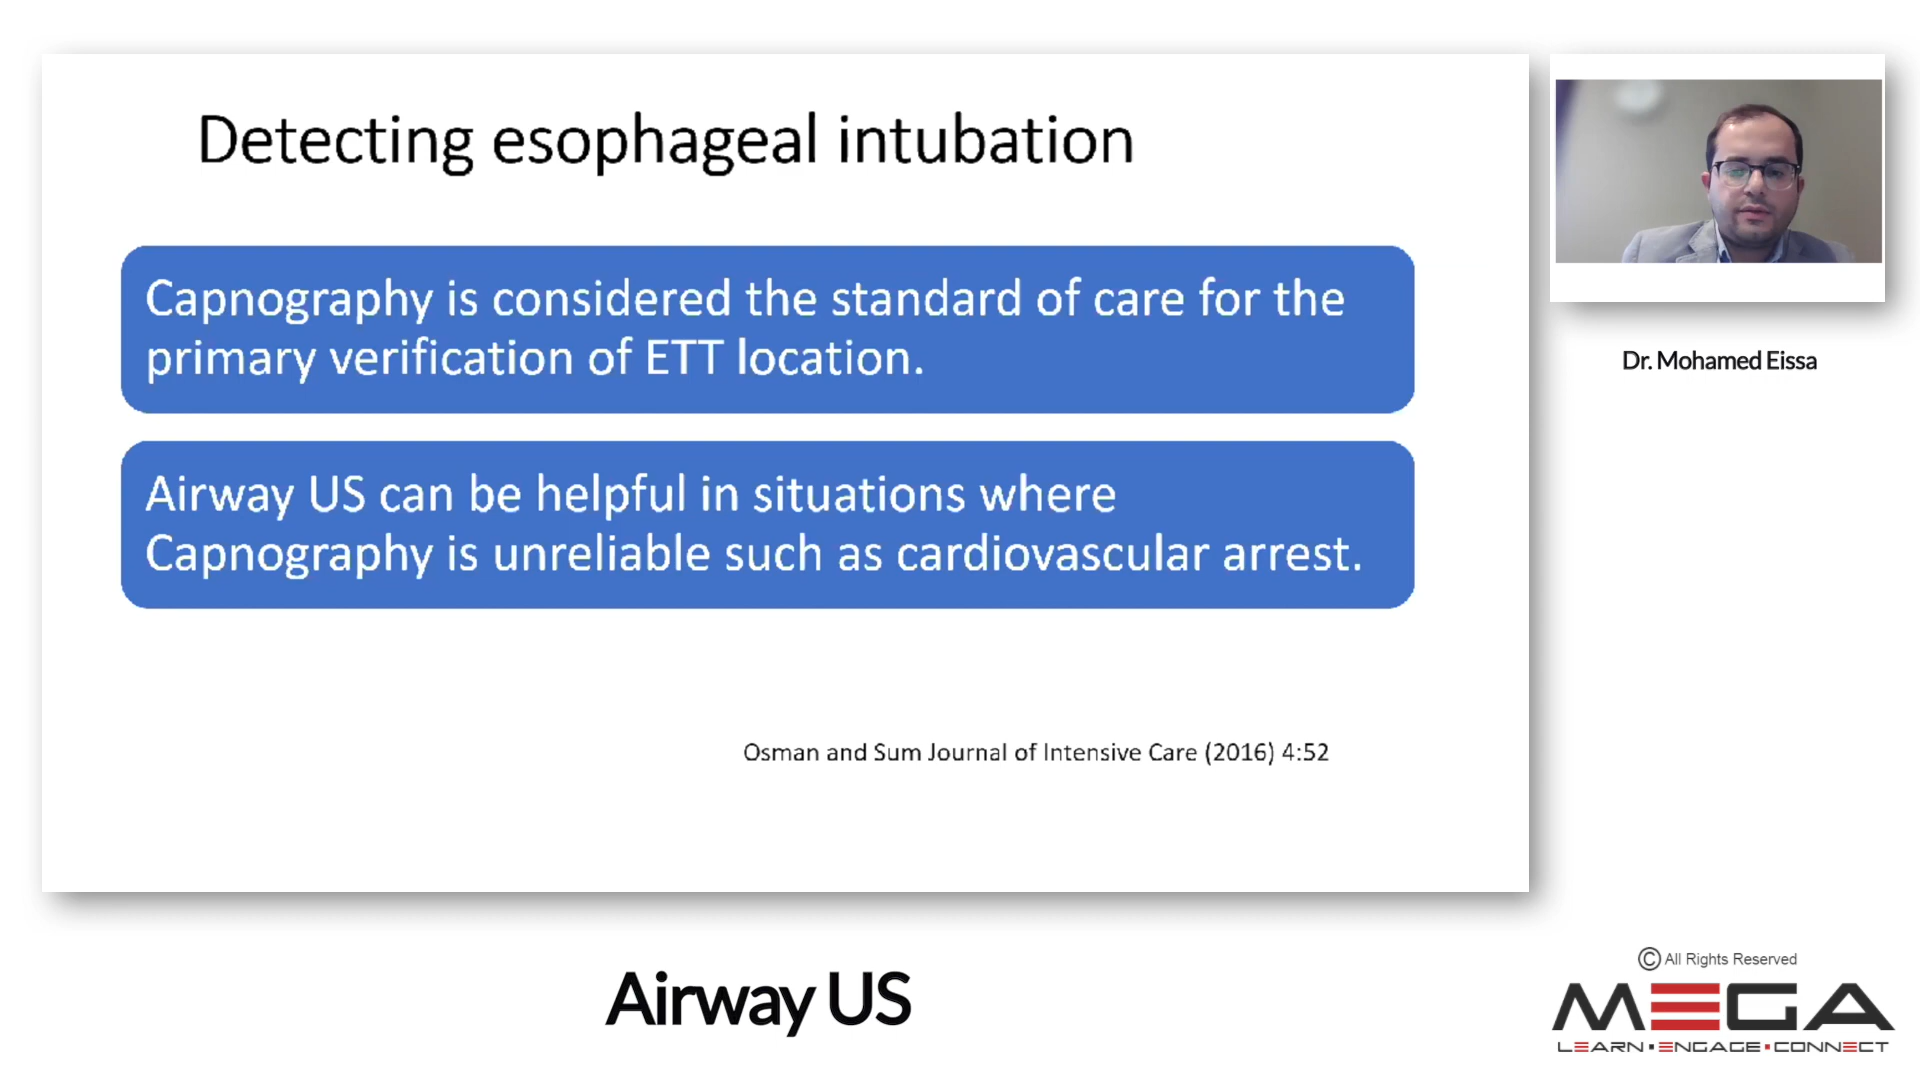 Detecting esophageal intubation
Capnography is considered the standard of care for the
primary verification of ETT location.
Airway US can be helpful in situations where
Capnography is unreliable such as cardiovascular arrest.
Osman and Sum Journal of Intensive Care (2016) 4:52
Dr. Mohamed Eissa
Airway US
© All Rights Reserved
MEGA
LEARN▪ENGAGE▪CONNECT